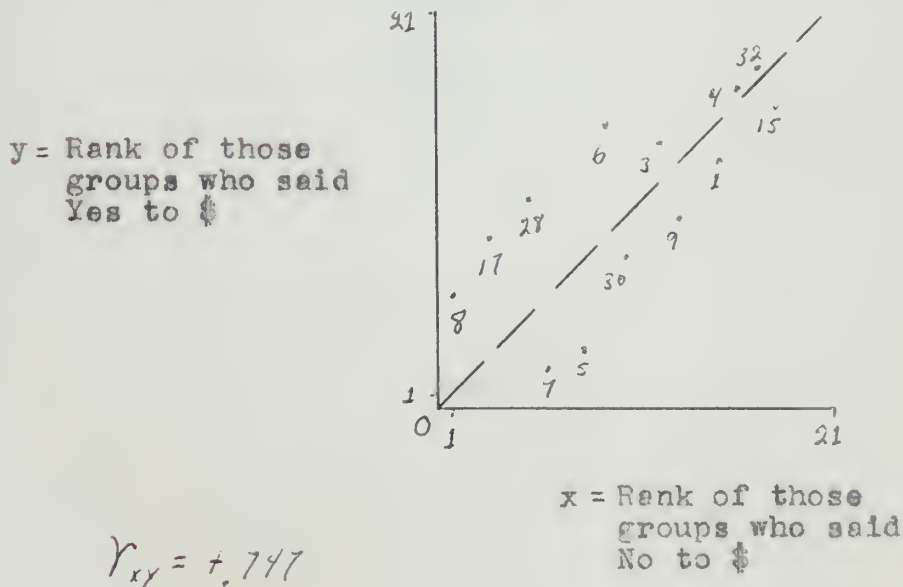 21
32
4
15
y = Rank of those
groups who said
Yes to $
6
3
1
28
9
17
30
8
7
5
1
0
1
21
x = Rank of those
groups who said
No to $
r_xy = +.747